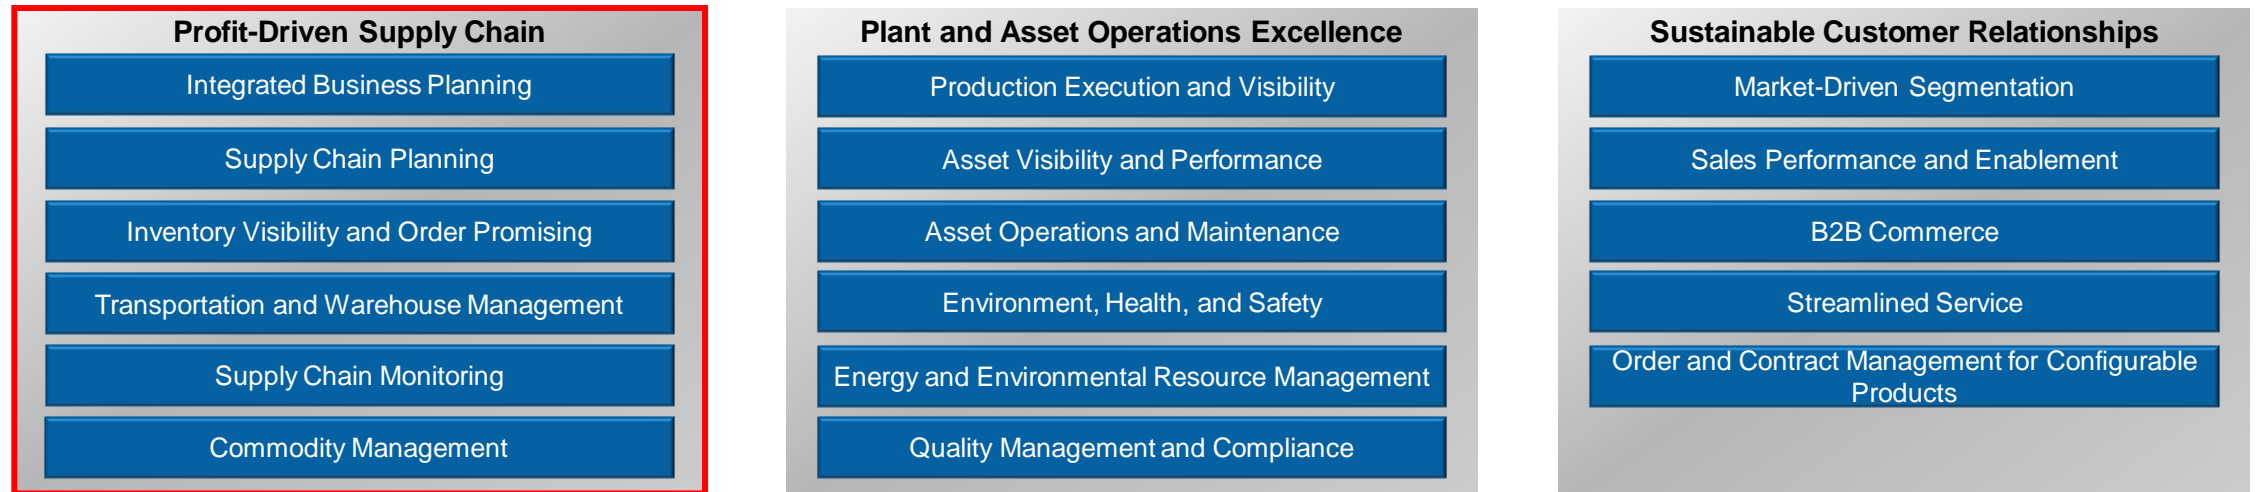 Profit-Driven Supply Chain
Integrated Business Planning
Supply Chain Planning
Inventory Visibility and Order Promising
Transportation and Warehouse Management
Supply Chain Monitoring
Commodity Management
Plant and Asset Operations Excellence
Production Execution and Visibility
Asset Visibility and Performance
Asset Operations and Maintenance
Environment, Health, and Safety
Energy and Environmental Resource Management
Quality Management and Compliance
Sustainable Customer Relationships
Market-Driven Segmentation
Sales Performance and Enablement
B2B Commerce
Streamlined Service
Order and Contract Management for Configurable
Products